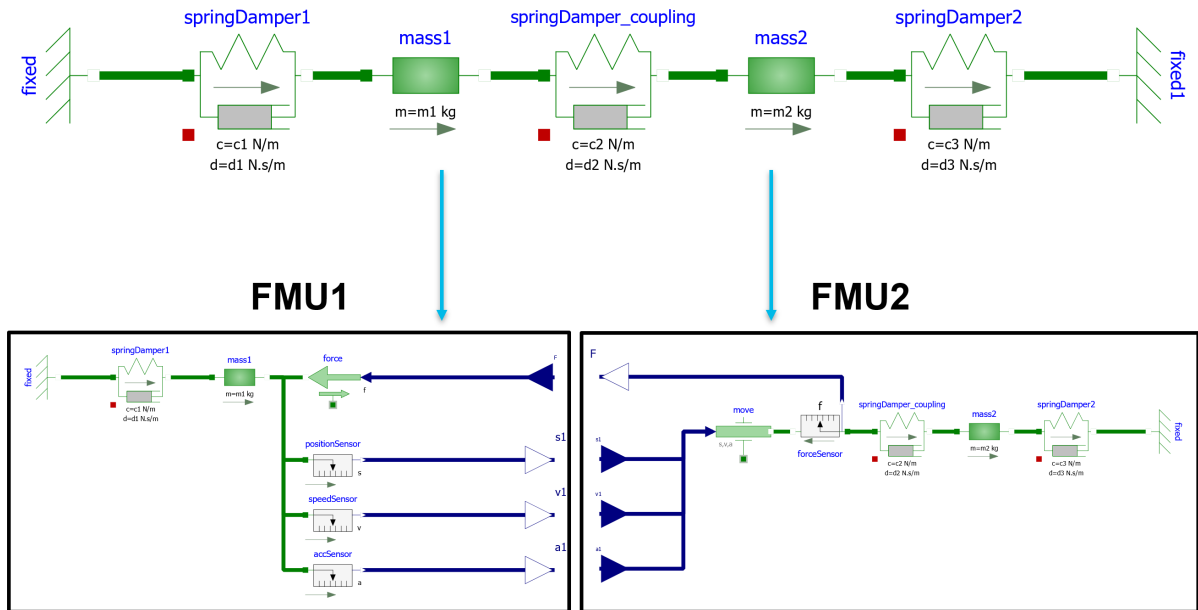 springDamper1
springDamper_coupling
springDamper2
mass1
mass2
fixed
fixed1
m=m1 kg
m=m2 kg
c=c1 N/m
d=d1 N.s/m
c=c2 N/m
d=d2 N.s/m
c=c3 N/m
d=d3 N.s/m
FMU1
FMU2
springDamper1
mass1
force
F
fixed
m=m1 kg
f
c=c1 N/m
d=d1 N.s/m
positionSensor
s
s1
speedSensor
v
v1
accSensor
a
a1
F
move
f
springDamper_coupling
mass2
springDamper2
fixed
s,v,a
forceSensor
m=m2 kg
c=c2 N/m
d=d2 N.s/m
c=c3 N/m
d=d3 N.s/m
s1
v1
a1